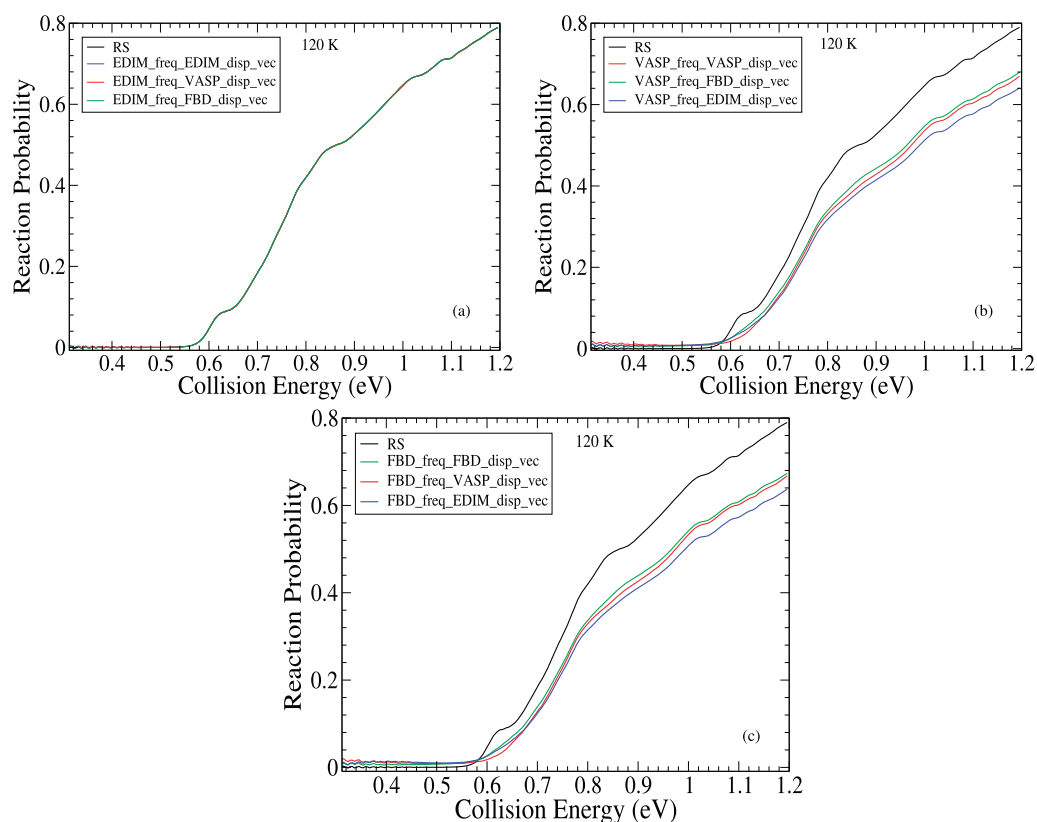 0.8
0.6
0.4
0.2
0
Reaction Probability
120 K
RS
EDIM_freq_EDIM_disp_vec
EDIM_freq_VASP_disp_vec
EDIM_freq_FBD_disp_vec
(a)
0.4 0.5 0.6 0.7 0.8 0.9 1 1.1 1.2
Collision Energy (eV)
0.8
0.6
0.4
0.2
0
Reaction Probability
120 K
RS
VASP_freq_VASP_disp_vec
VASP_freq_FBD_disp_vec
VASP_freq_EDIM_disp_vec
(b)
0.4 0.5 0.6 0.7 0.8 0.9 1 1.1 1.2
Collision Energy (eV)
0.8
0.6
0.4
0.2
0
Reaction Probability
120 K
RS
FBD_freq_FBD_disp_vec
FBD_freq_VASP_disp_vec
FBD_freq_EDIM_disp_vec
(c)
0.4 0.5 0.6 0.7 0.8 0.9 1 1.1 1.2
Collision Energy (eV)